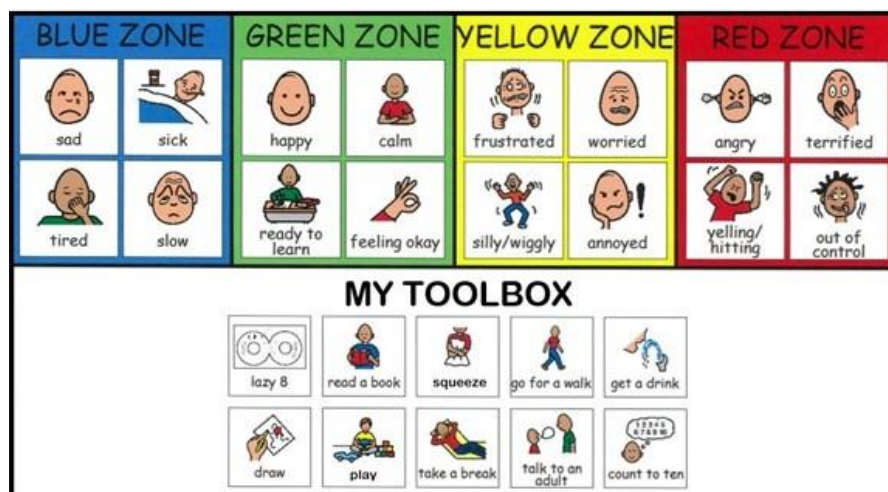 BLUE ZONE
GREEN ZONE
YELLOW ZONE
RED ZONE
sad
sick
happy
calm
frustrated
worried
angry
terrified
tired
slow
ready to
learn
feeling okay
silly/wiggly
annoyed
yelling/
hitting
out of
control
MY TOOLBOX
lazy 8
read a book
squeeze
go for a walk
get a drink
draw
play
take a break
talk to an
adult
count to ten